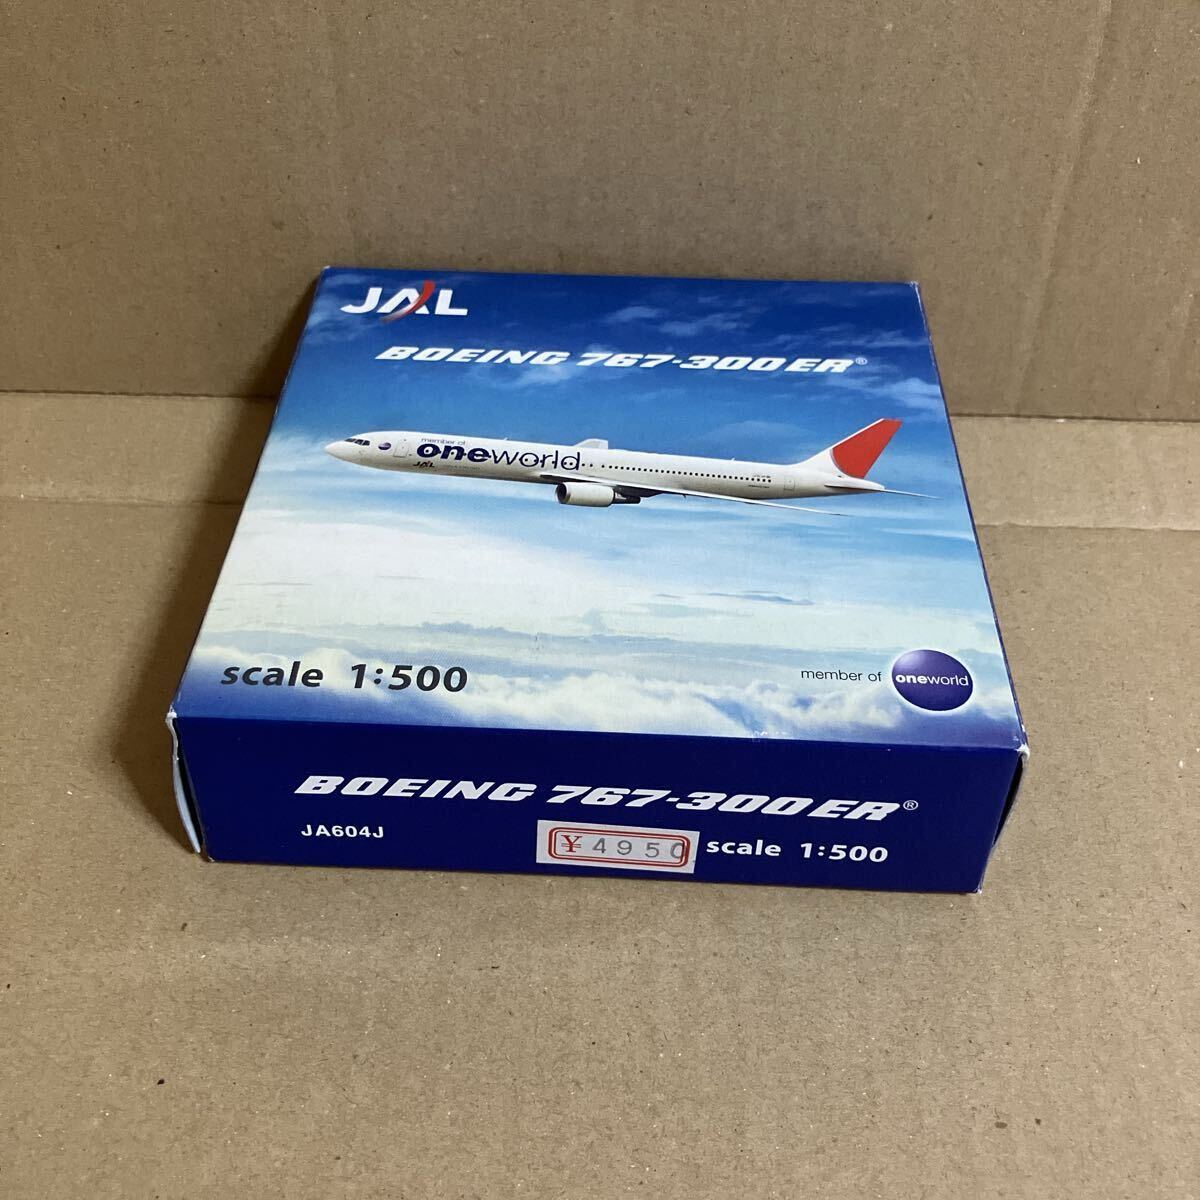 JAL
BOEING 767-300ER®
member of
oneworld
JAL
scale 1:500
member of oneworld
BOEING 767-300ER®
JA604J
¥4950
scale 1:500